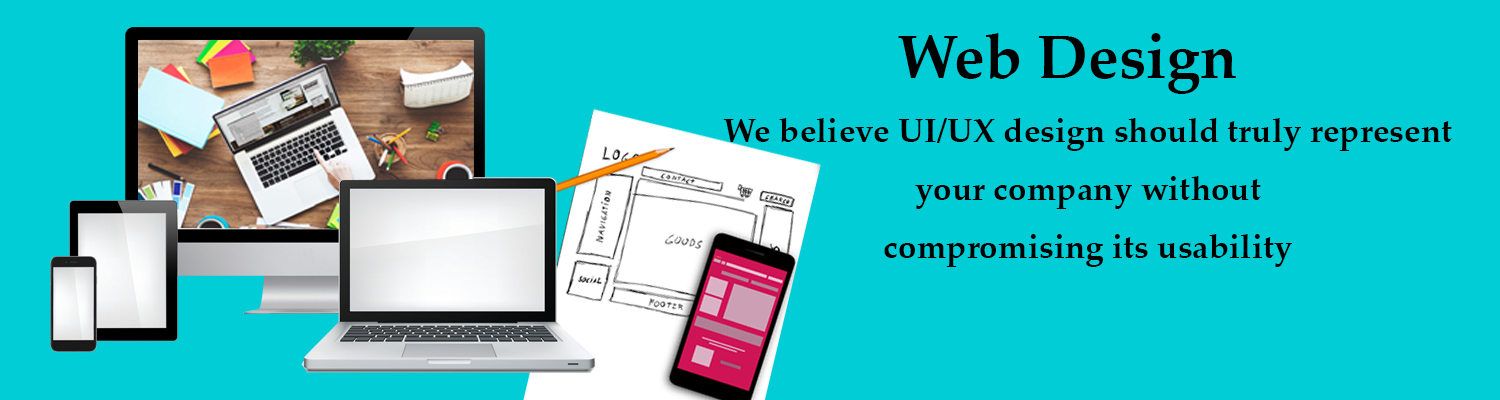 Web Design
We believe UI/UX design should truly represent
your company without
compromising its usability
LOGO
CONTACT
SEARCH
NAVIGATION
GOODS
SOCIAL
FOOTER